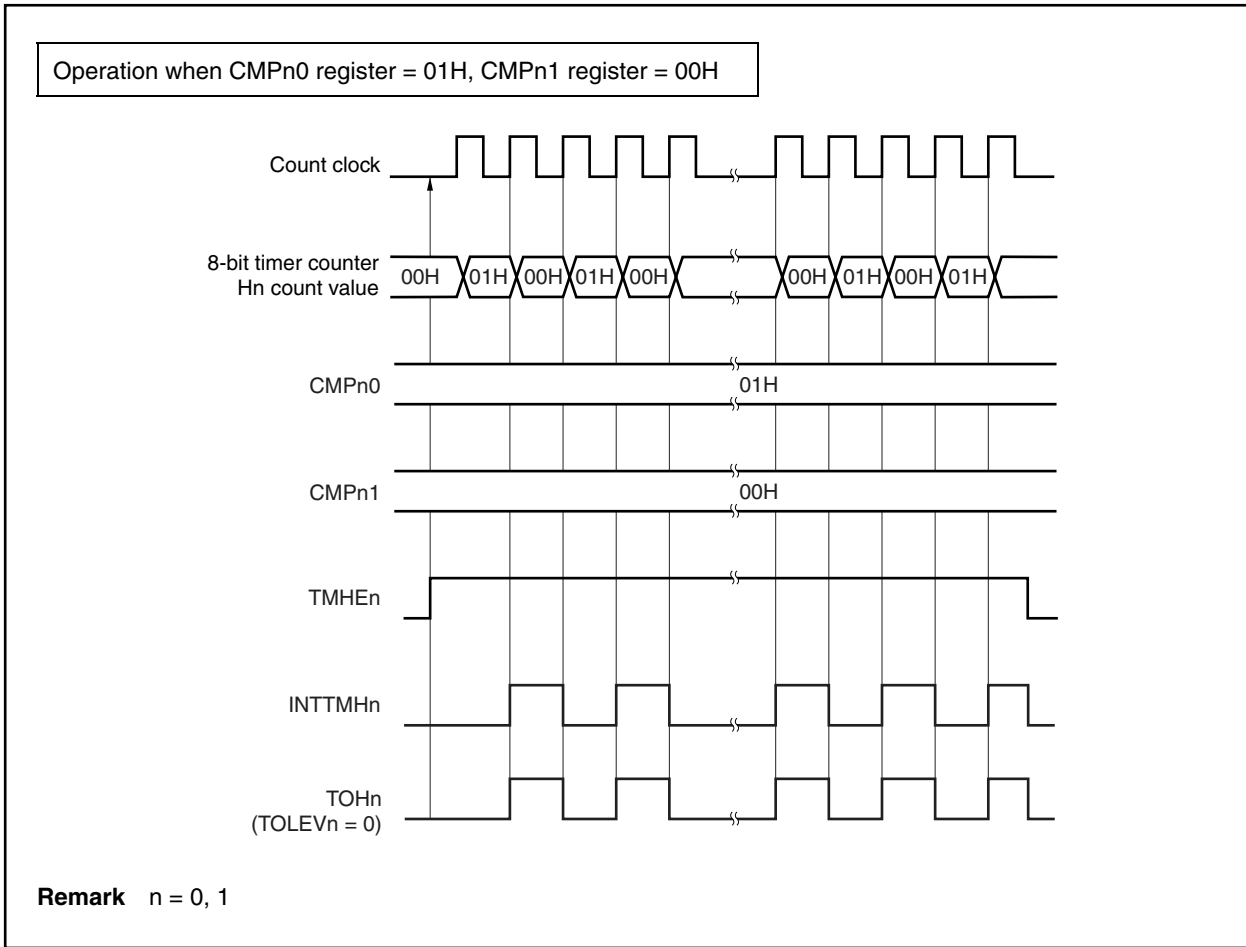 Operation when CMPn0 register = 01H, CMPn1 register = 00H
Count clock
8-bit timer counter
Hn count value
00H 01H 00H 01H 00H 00H 01H 00H 01H
CMPn0
01H
CMPn1
00H
TMHEn
INTTMHn
TOHn
(TOLEVn = 0)
Remark n = 0, 1